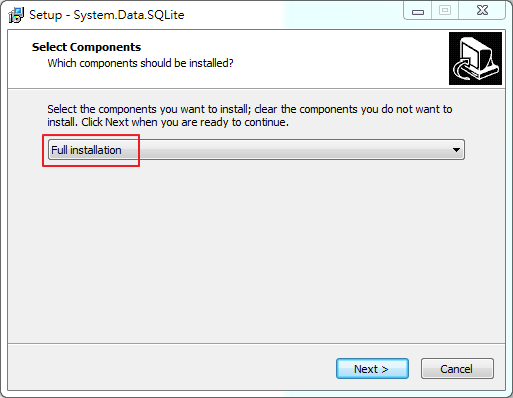 Setup - System.Data.SQLite
Select Components
Which components should be installed?
Select the components you want to install; clear the components you do not want to
install. Click Next when you are ready to continue.
Full installation
Next >
Cancel